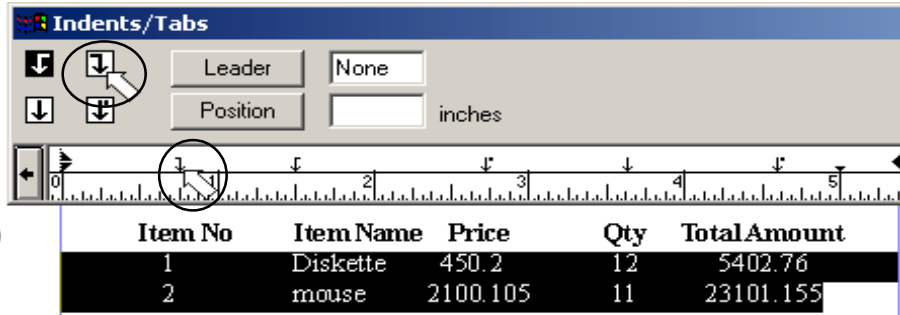 Indents/Tabs
Leader None
Position inches
0 1 2 3 4 5
Item No Item Name Price Qty Total Amount
1 Diskette 450.2 12 5402.76
2 mouse 2100.105 11 23101.155